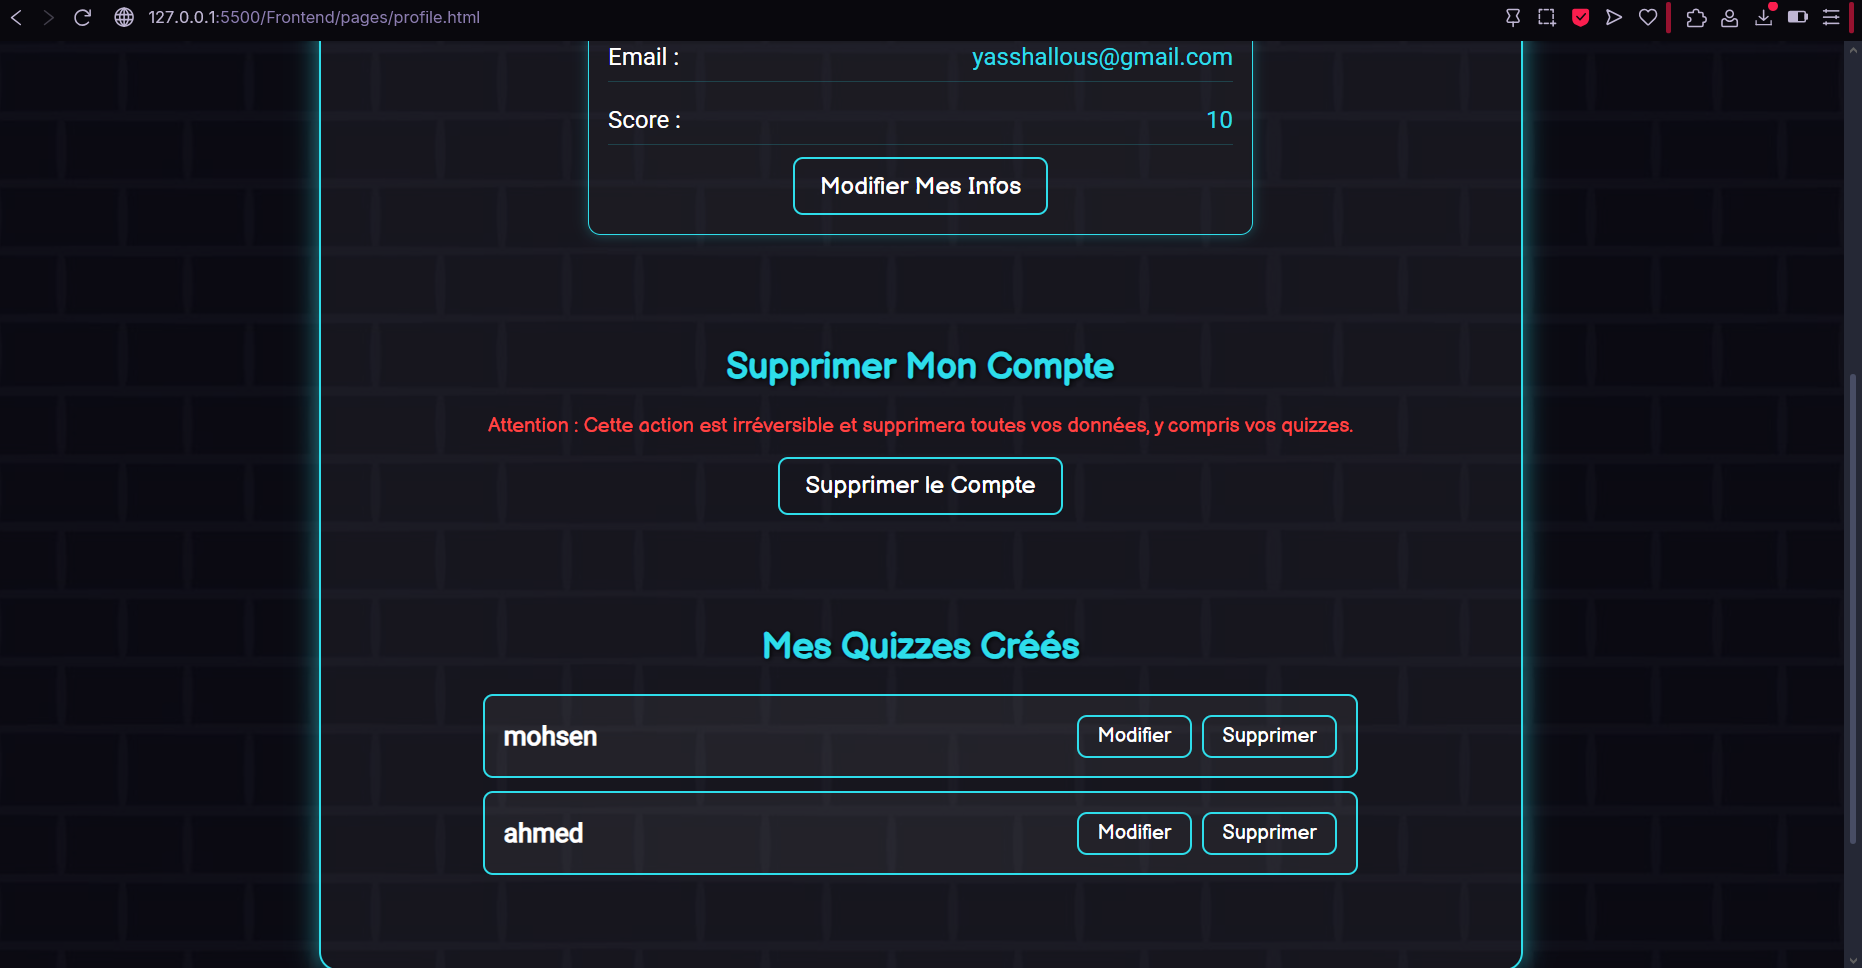 127.0.0.1:5500/Frontend/pages/profile.html
Email : yasshallous@gmail.com
Score : 10
Modifier Mes Infos
Supprimer Mon Compte
Attention : Cette action est irréversible et supprimera toutes vos données, y compris vos quizzes.
Supprimer le Compte
Mes Quizzes Créés
mohsen Modifier Supprimer
ahmed Modifier Supprimer